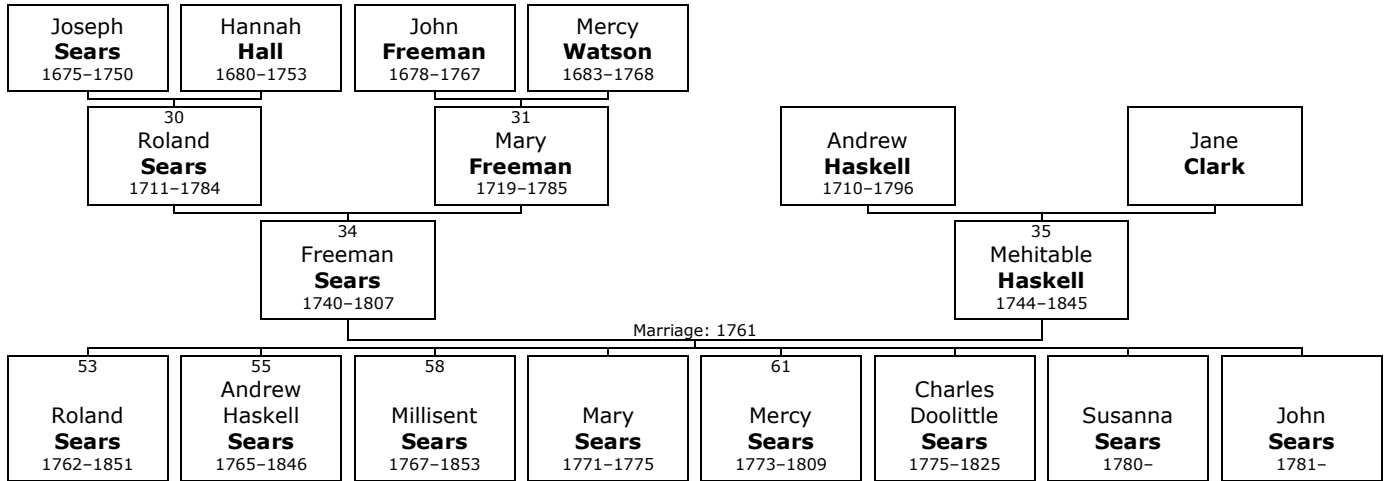 Joseph
Sears
1675–1750
Hannah
Hall
1680–1753
John
Freeman
1678–1767
Mercy
Watson
1683–1768
30
Roland
Sears
1711–1784
31
Mary
Freeman
1719–1785
Andrew
Haskell
1710–1796
Jane
Clark
34
Freeman
Sears
1740–1807
35
Mehitable
Haskell
1744–1845
Marriage: 1761
53
Roland
Sears
1762–1851
55
Andrew
Haskell
Sears
1765–1846
58
Millisent
Sears
1767–1853
Mary
Sears
1771–1775
61
Mercy
Sears
1773–1809
Charles
Doolittle
Sears
1775–1825
Susanna
Sears
1780–
John
Sears
1781–